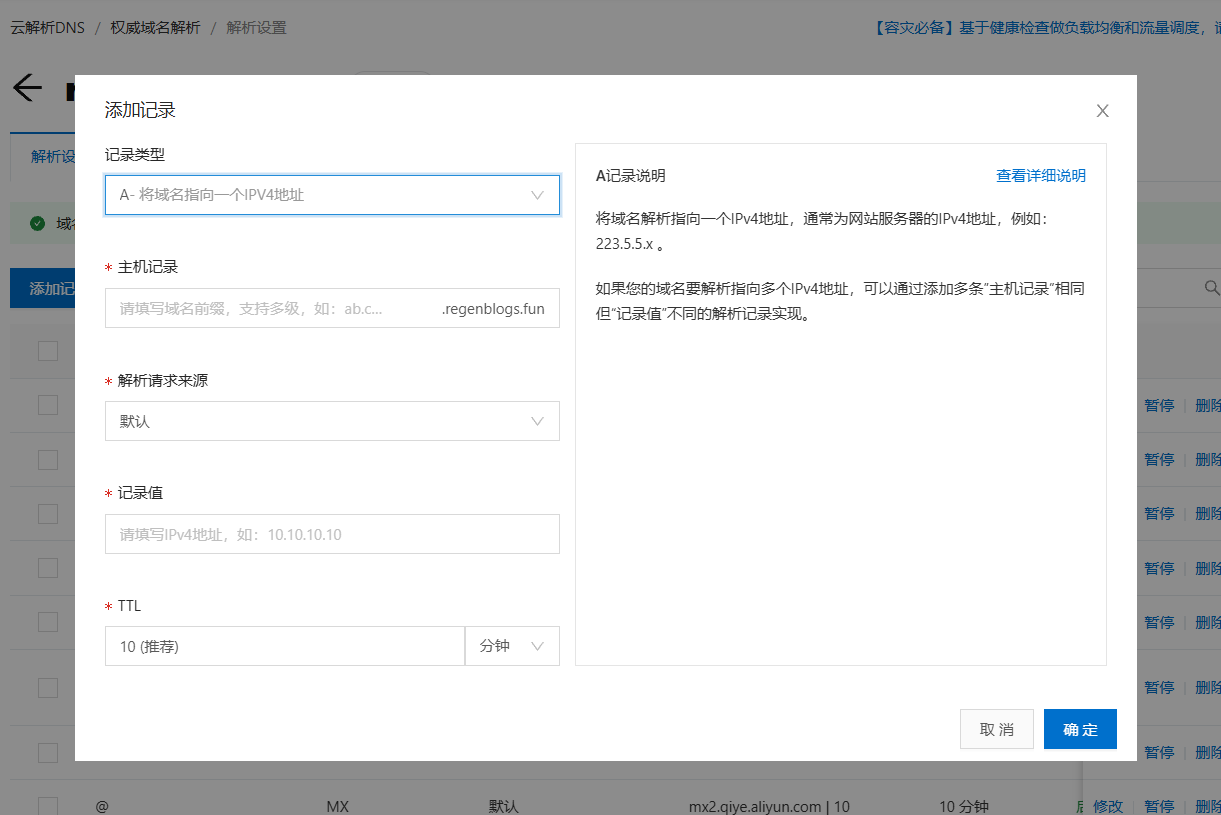 云解析DNS / 权威域名解析 / 解析设置
【容灾必备】基于健康检查做负载均衡和流量调度，
添加记录
解析设
域名
添加记
记录类型
A- 将域名指向一个IPV4地址
* 主机记录
请填写域名前缀，支持多级，如：ab.c...
.regenblogs.fun
* 解析请求来源
默认
* 记录值
请填写IPv4地址，如：10.10.10.10
* TTL
10 (推荐)
分钟
A记录说明
查看详细说明
将域名解析指向一个IPv4地址，通常为网站服务器的IPv4地址，例如：
223.5.5.x 。
如果您的域名要解析指向多个IPv4地址，可以通过添加多条“主机记录”相同
但“记录值”不同的解析记录实现。
取 消
确 定
暂停 | 删除
暂停 | 删除
暂停 | 删除
暂停 | 删除
暂停 | 删除
暂停 | 删除
暂停 | 删除
@ MX 默认 mx2.qiye.aliyun.com | 10 10 分钟 修改 | 暂停 | 删除